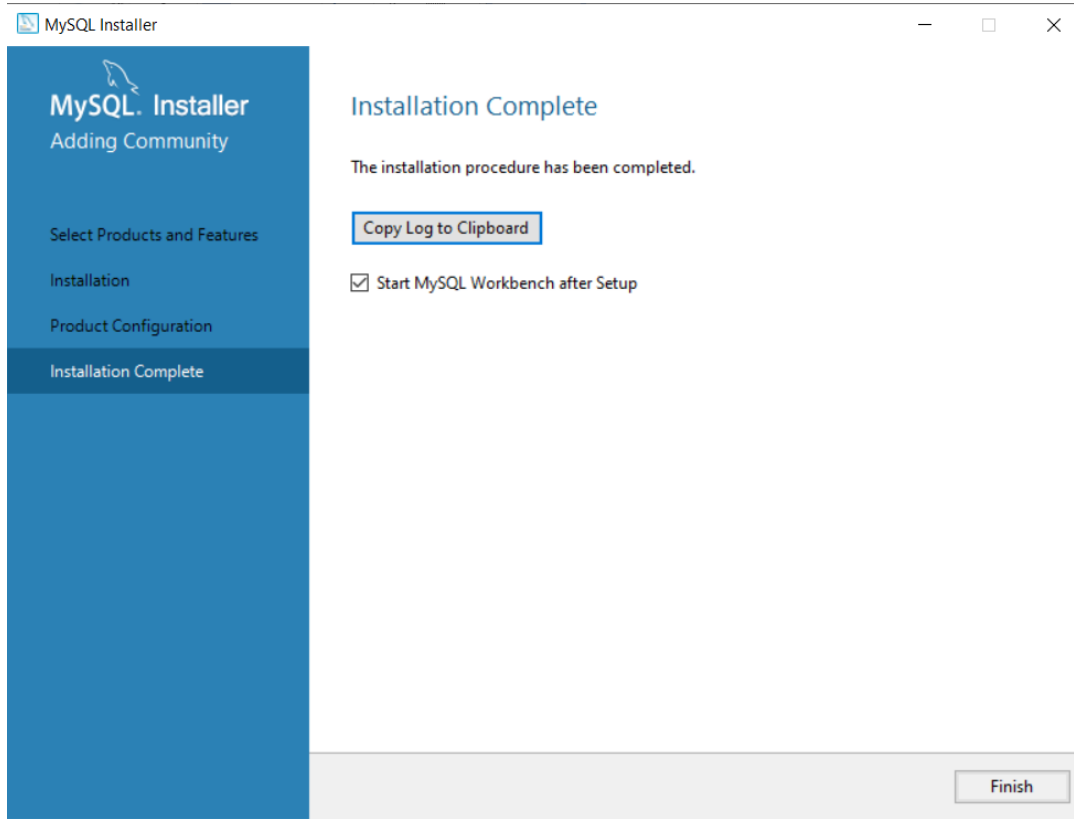 MySQL Installer
MySQL. Installer
Adding Community
Select Products and Features
Installation
Product Configuration
Installation Complete
Installation Complete
The installation procedure has been completed.
Copy Log to Clipboard
Start MySQL Workbench after Setup
Finish